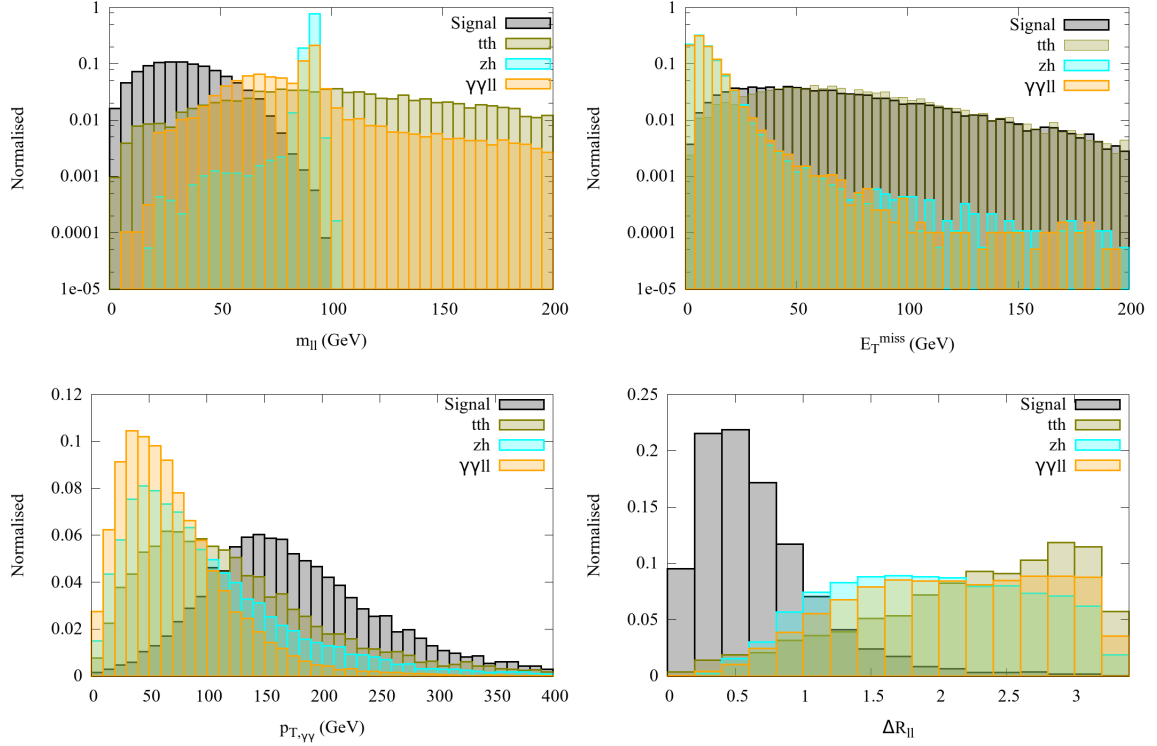 1
0.1
0.01
0.001
0.0001
1e-05
0 50 100 150 200
Normalised
m_ll (GeV)
Signal
tth
zh
γγll
1
0.1
0.01
0.001
0.0001
1e-05
0 50 100 150 200
Normalised
E_T^miss (GeV)
Signal
tth
zh
γγll
0.12
0.1
0.08
0.06
0.04
0.02
0
0 50 100 150 200 250 300 350 400
Normalised
p_T,γγ (GeV)
Signal
tth
zh
γγll
0.25
0.2
0.15
0.1
0.05
0
0 0.5 1 1.5 2 2.5 3
Normalised
ΔR_ll
Signal
tth
zh
γγll